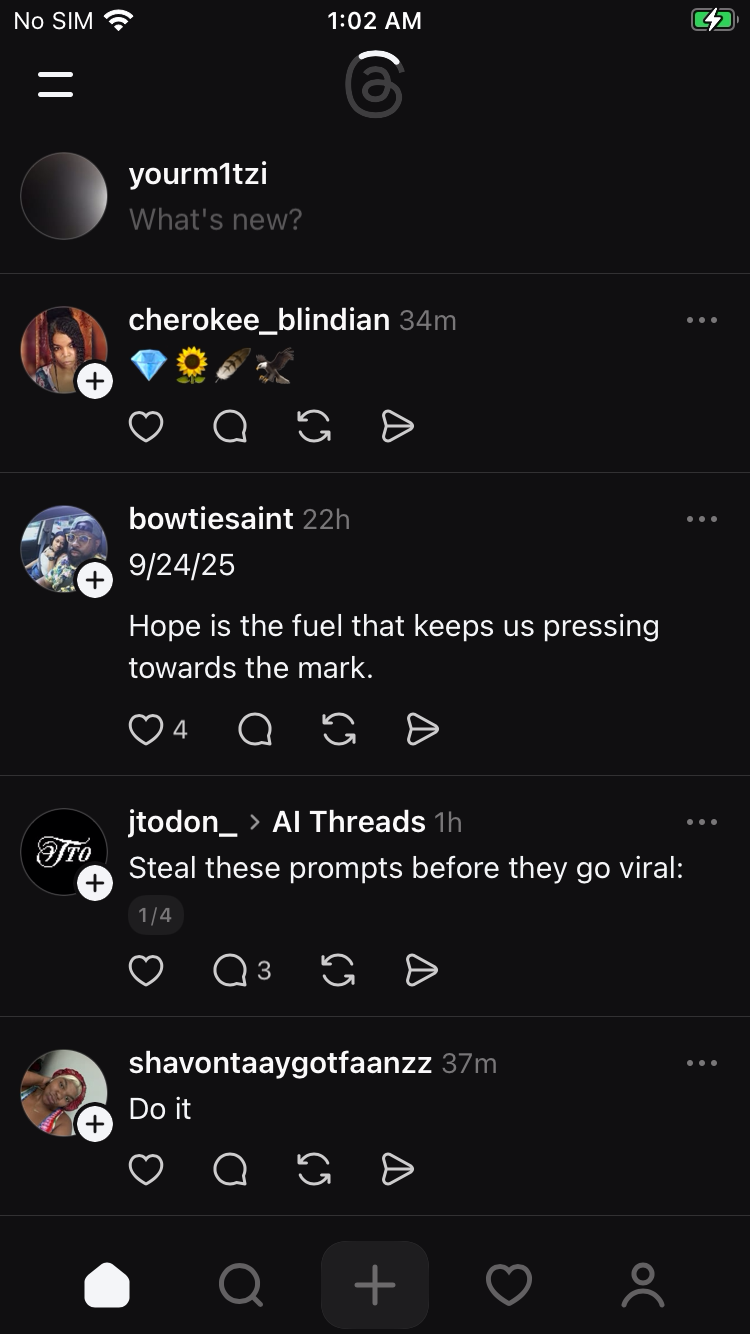 No SIM 1:02 AM
yourm1tzi
What's new?
cherokee_blindian 34m
💎🌻🪶🦅
bowtiesaint 22h
9/24/25
Hope is the fuel that keeps us pressing
towards the mark.
4
jtodon_ > AI Threads 1h
JTO
Steal these prompts before they go viral:
1/4
3
shavontaaygotfaanzz 37m
Do it